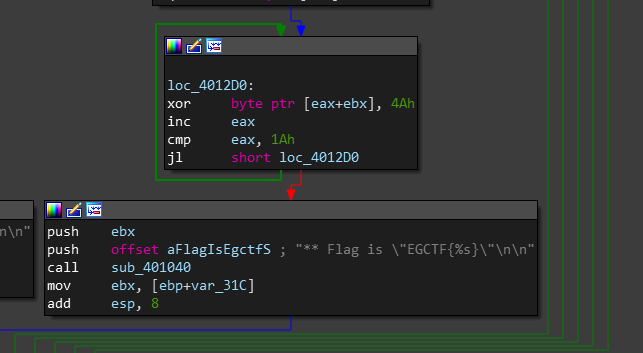 loc_4012D0:
xor     byte ptr [eax+ebx], 4Ah
inc     eax
cmp     eax, 1Ah
jl      short loc_4012D0
n\n"
push    ebx
push    offset aFlagIsEgctfS ; "** Flag is \"EGCTF{%s}\"\n\n"
call    sub_401040
mov     ebx, [ebp+var_31C]
add     esp, 8